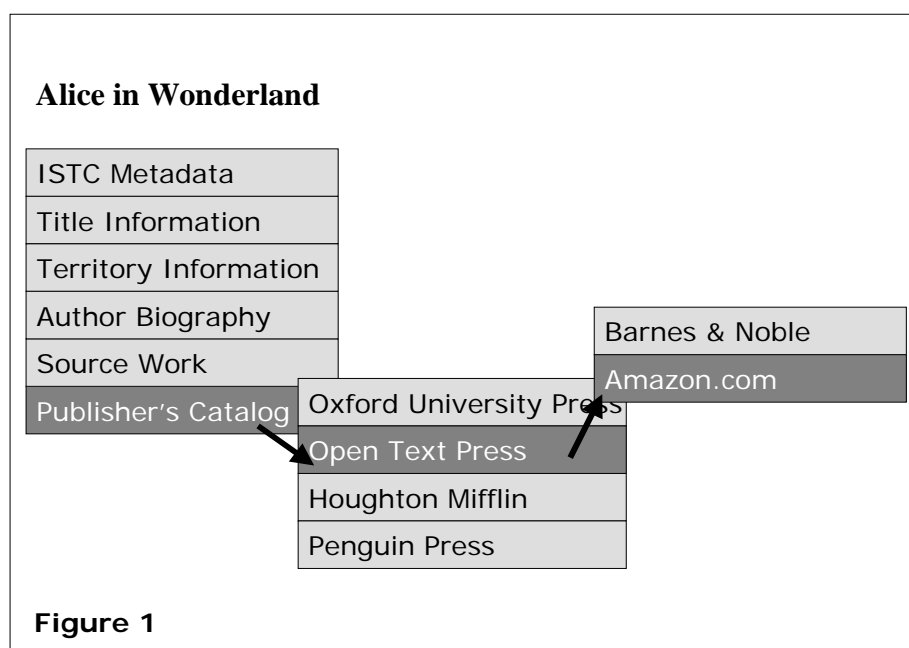 Alice in Wonderland
ISTC Metadata
Title Information
Territory Information
Author Biography
Source Work
Publisher's Catalog
Oxford University Press
Open Text Press
Houghton Mifflin
Penguin Press
Barnes & Noble
Amazon.com
Figure 1